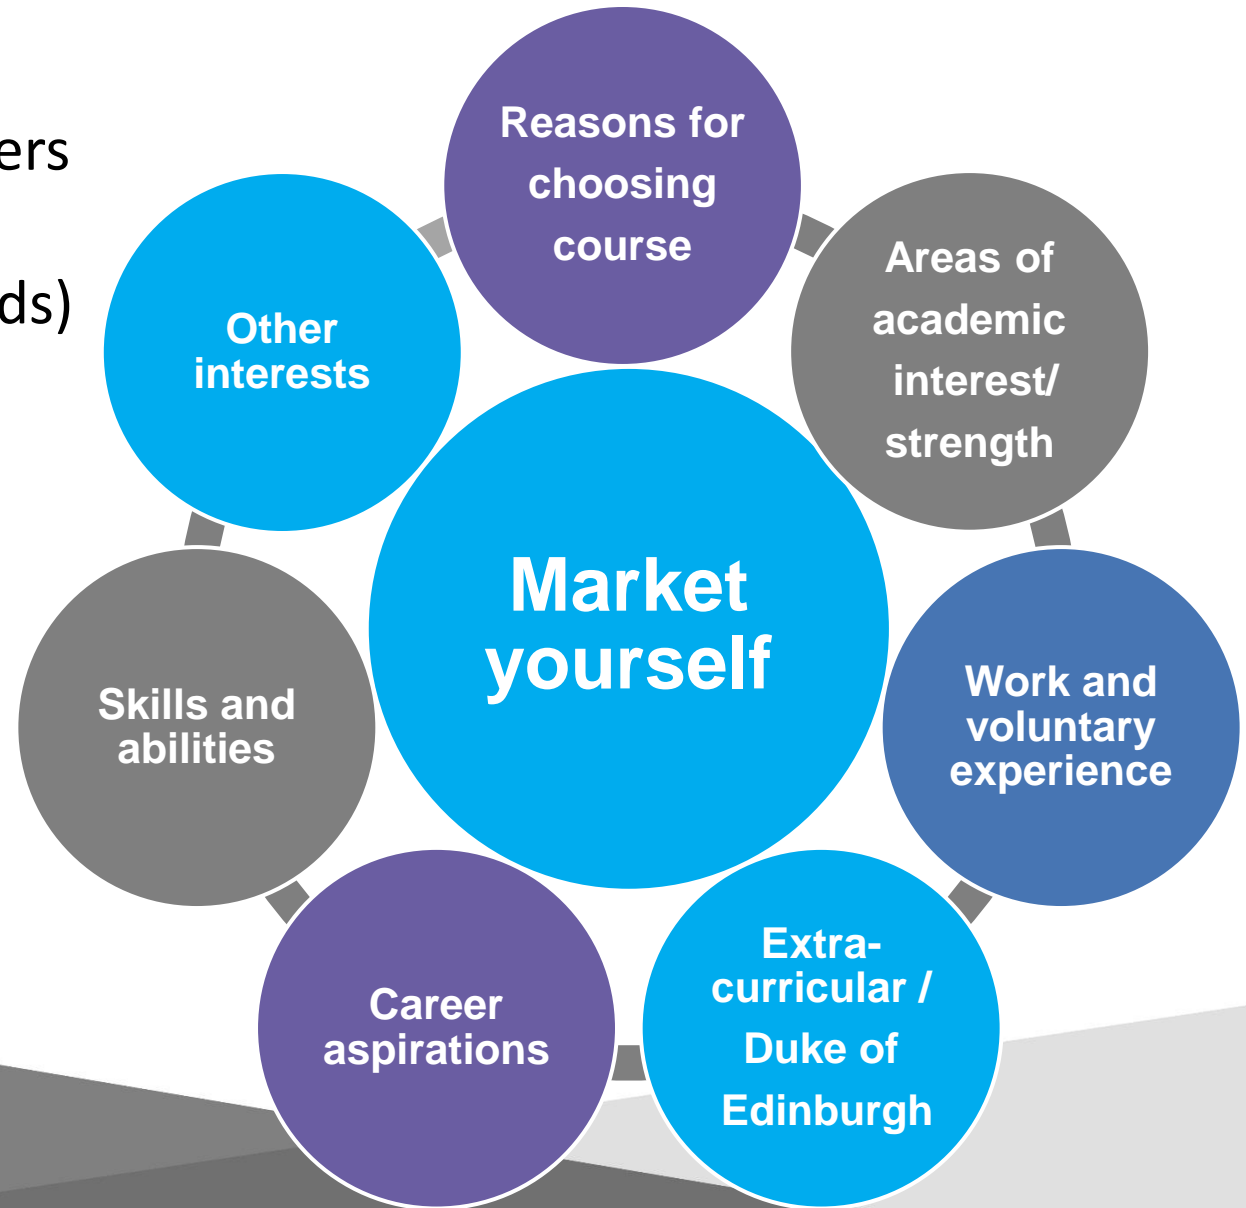 ers
ds)
Reasons for
choosing
course
Areas of
academic
interest/
strength
Work and
voluntary
experience
Extra-
curricular /
Duke of
Edinburgh
Career
aspirations
Skills and
abilities
Other
interests
Market
yourself